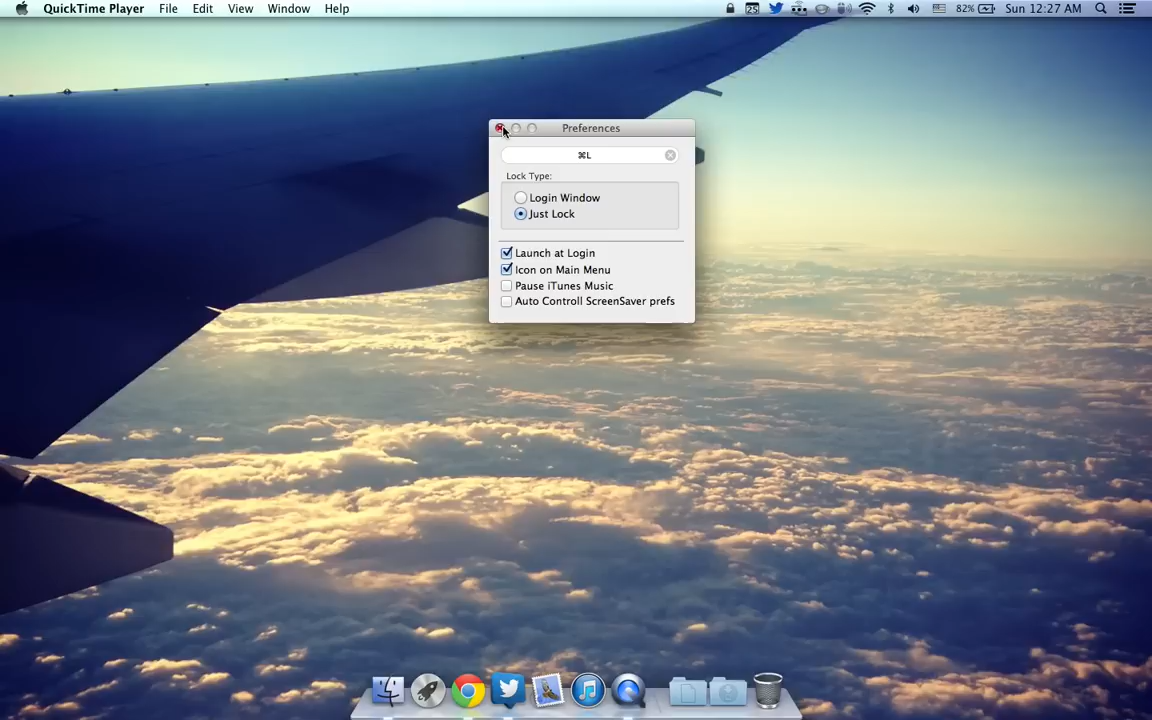 QuickTime Player File Edit View Window Help 25 82% Sun 12:27 AM
Preferences
⌘L
Lock Type:
Login Window
Just Lock
Launch at Login
Icon on Main Menu
Pause iTunes Music
Auto Controll ScreenSaver prefs